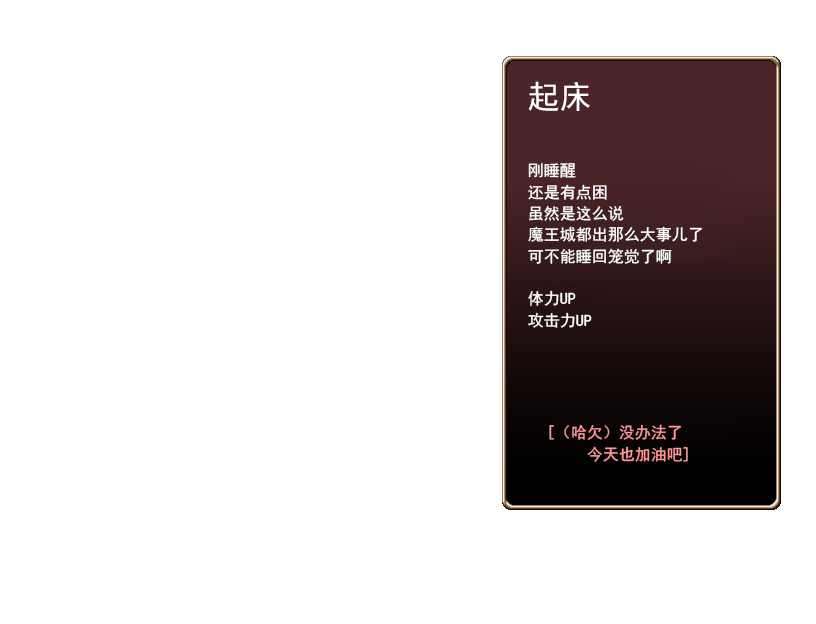 起床
刚睡醒
还是有点困
虽然是这么说
魔王城都出那么大事儿了
可不能睡回笼觉了啊
体力UP
攻击力UP
[（哈欠）没办法了
今天也加油吧]